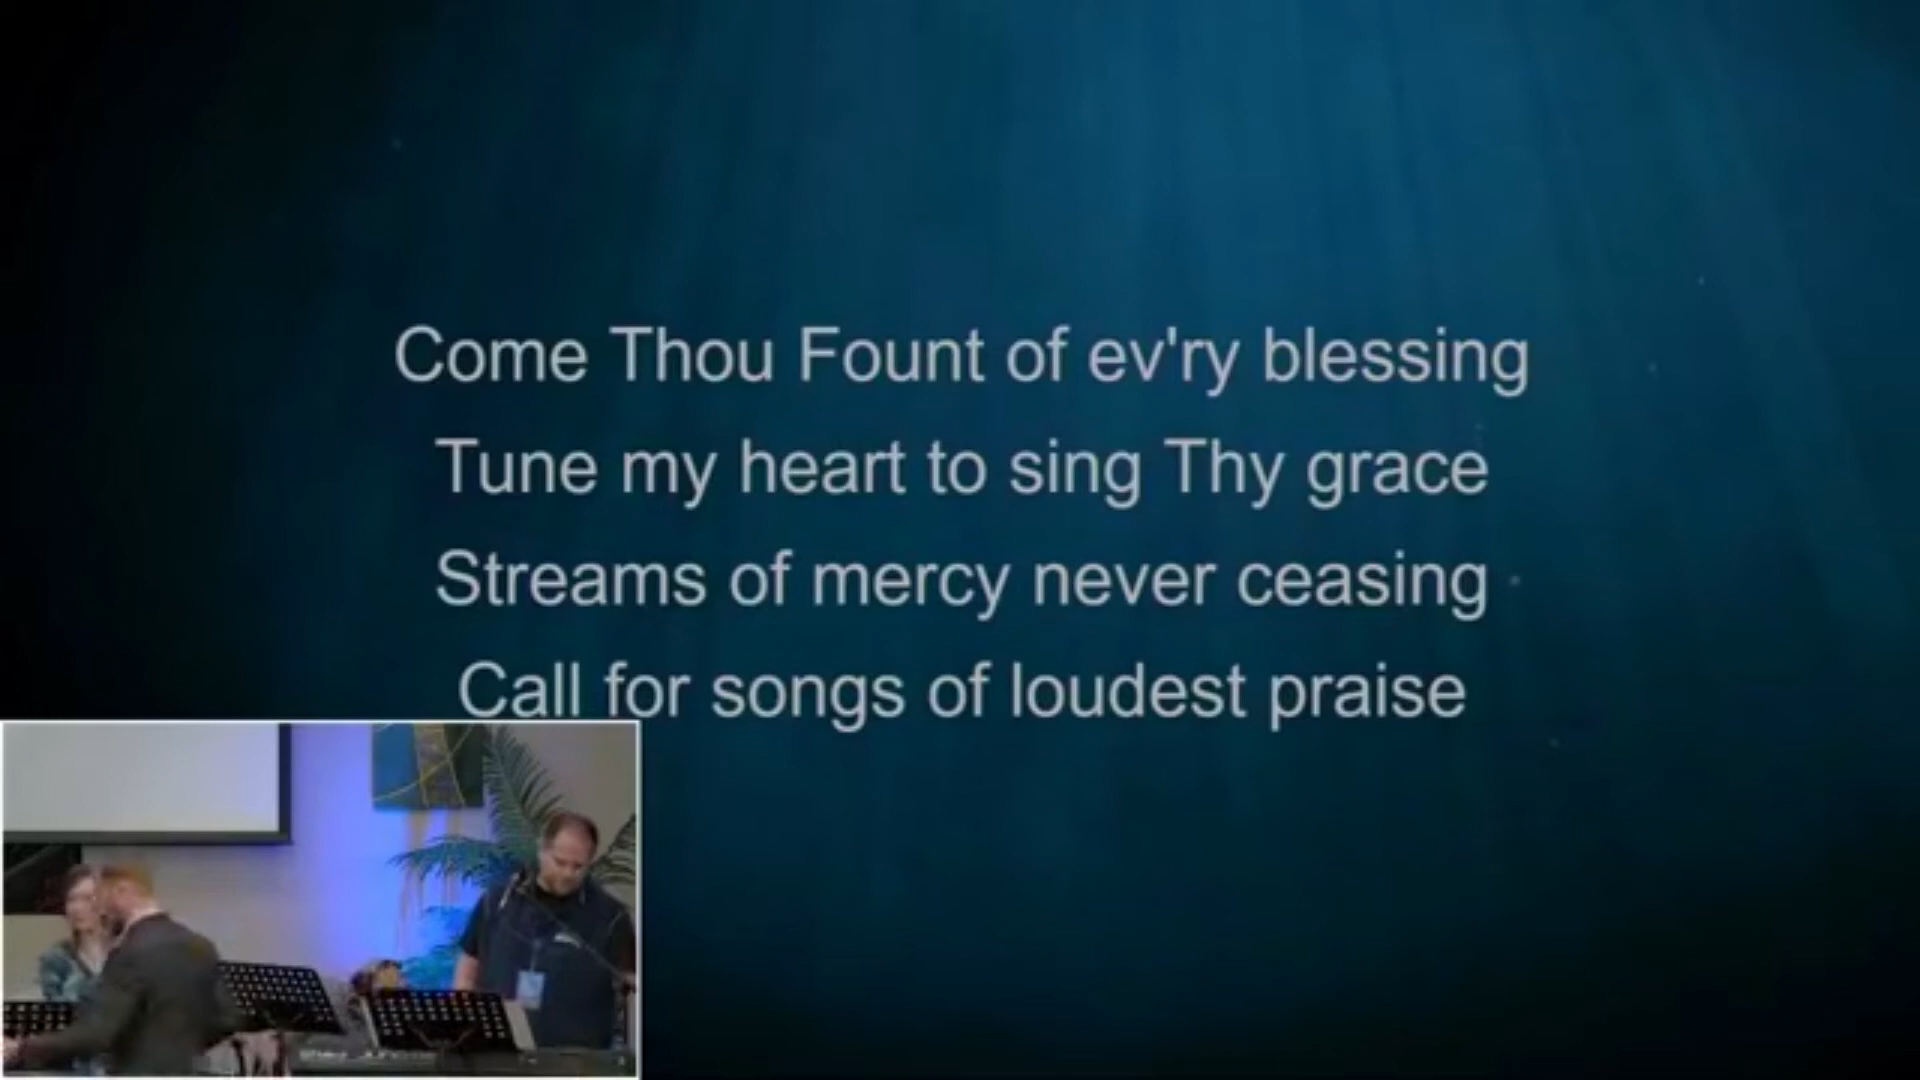 Come Thou Fount of ev'ry blessing
Tune my heart to sing Thy grace
Streams of mercy never ceasing
Call for songs of loudest praise